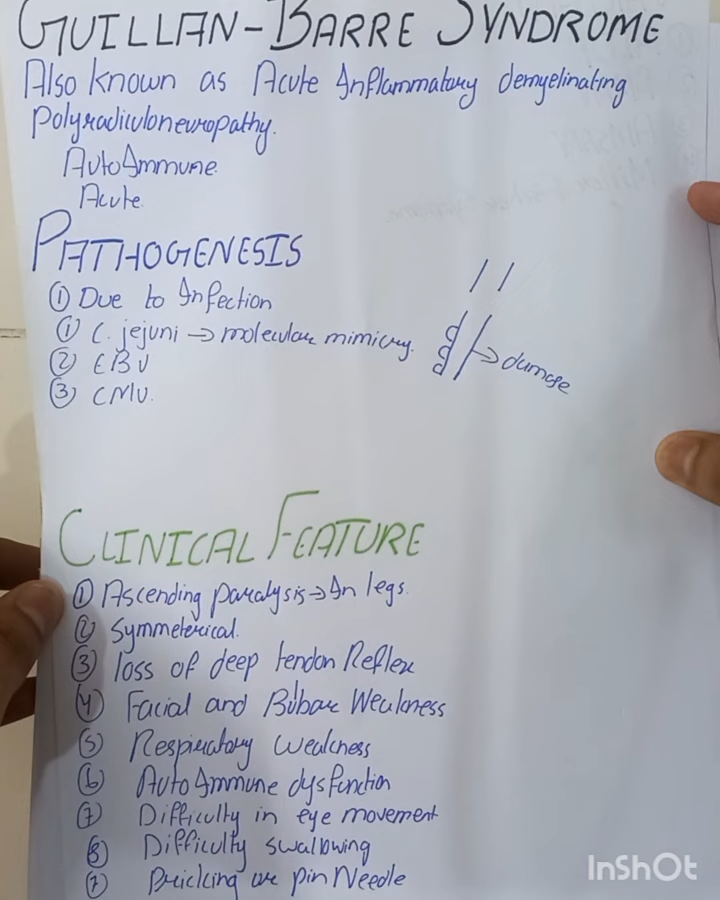 GUILLAN-BARRE SYNDROME
Also known as Acute Inflammatory demyelinating
Polyradiculoneuropathy.
AutoImmune.
Acute.
PATHOGENESIS
① Due to Infection
① C. jejuni → molecular mimicry.
② EBV
③ CMV.
→ damage
CLINICAL FEATURE
① Ascending paralysis → In legs.
② Symmeterical.
③ loss of deep tendon Reflex
④ Facial and Bulbar Weakness
⑤ Respiratory weakness
⑥ AutoImmune dysfunction
⑦ Difficulty in eye movement
⑧ Difficulty swallowing
⑦ Pricking or pin Needle
InShOt